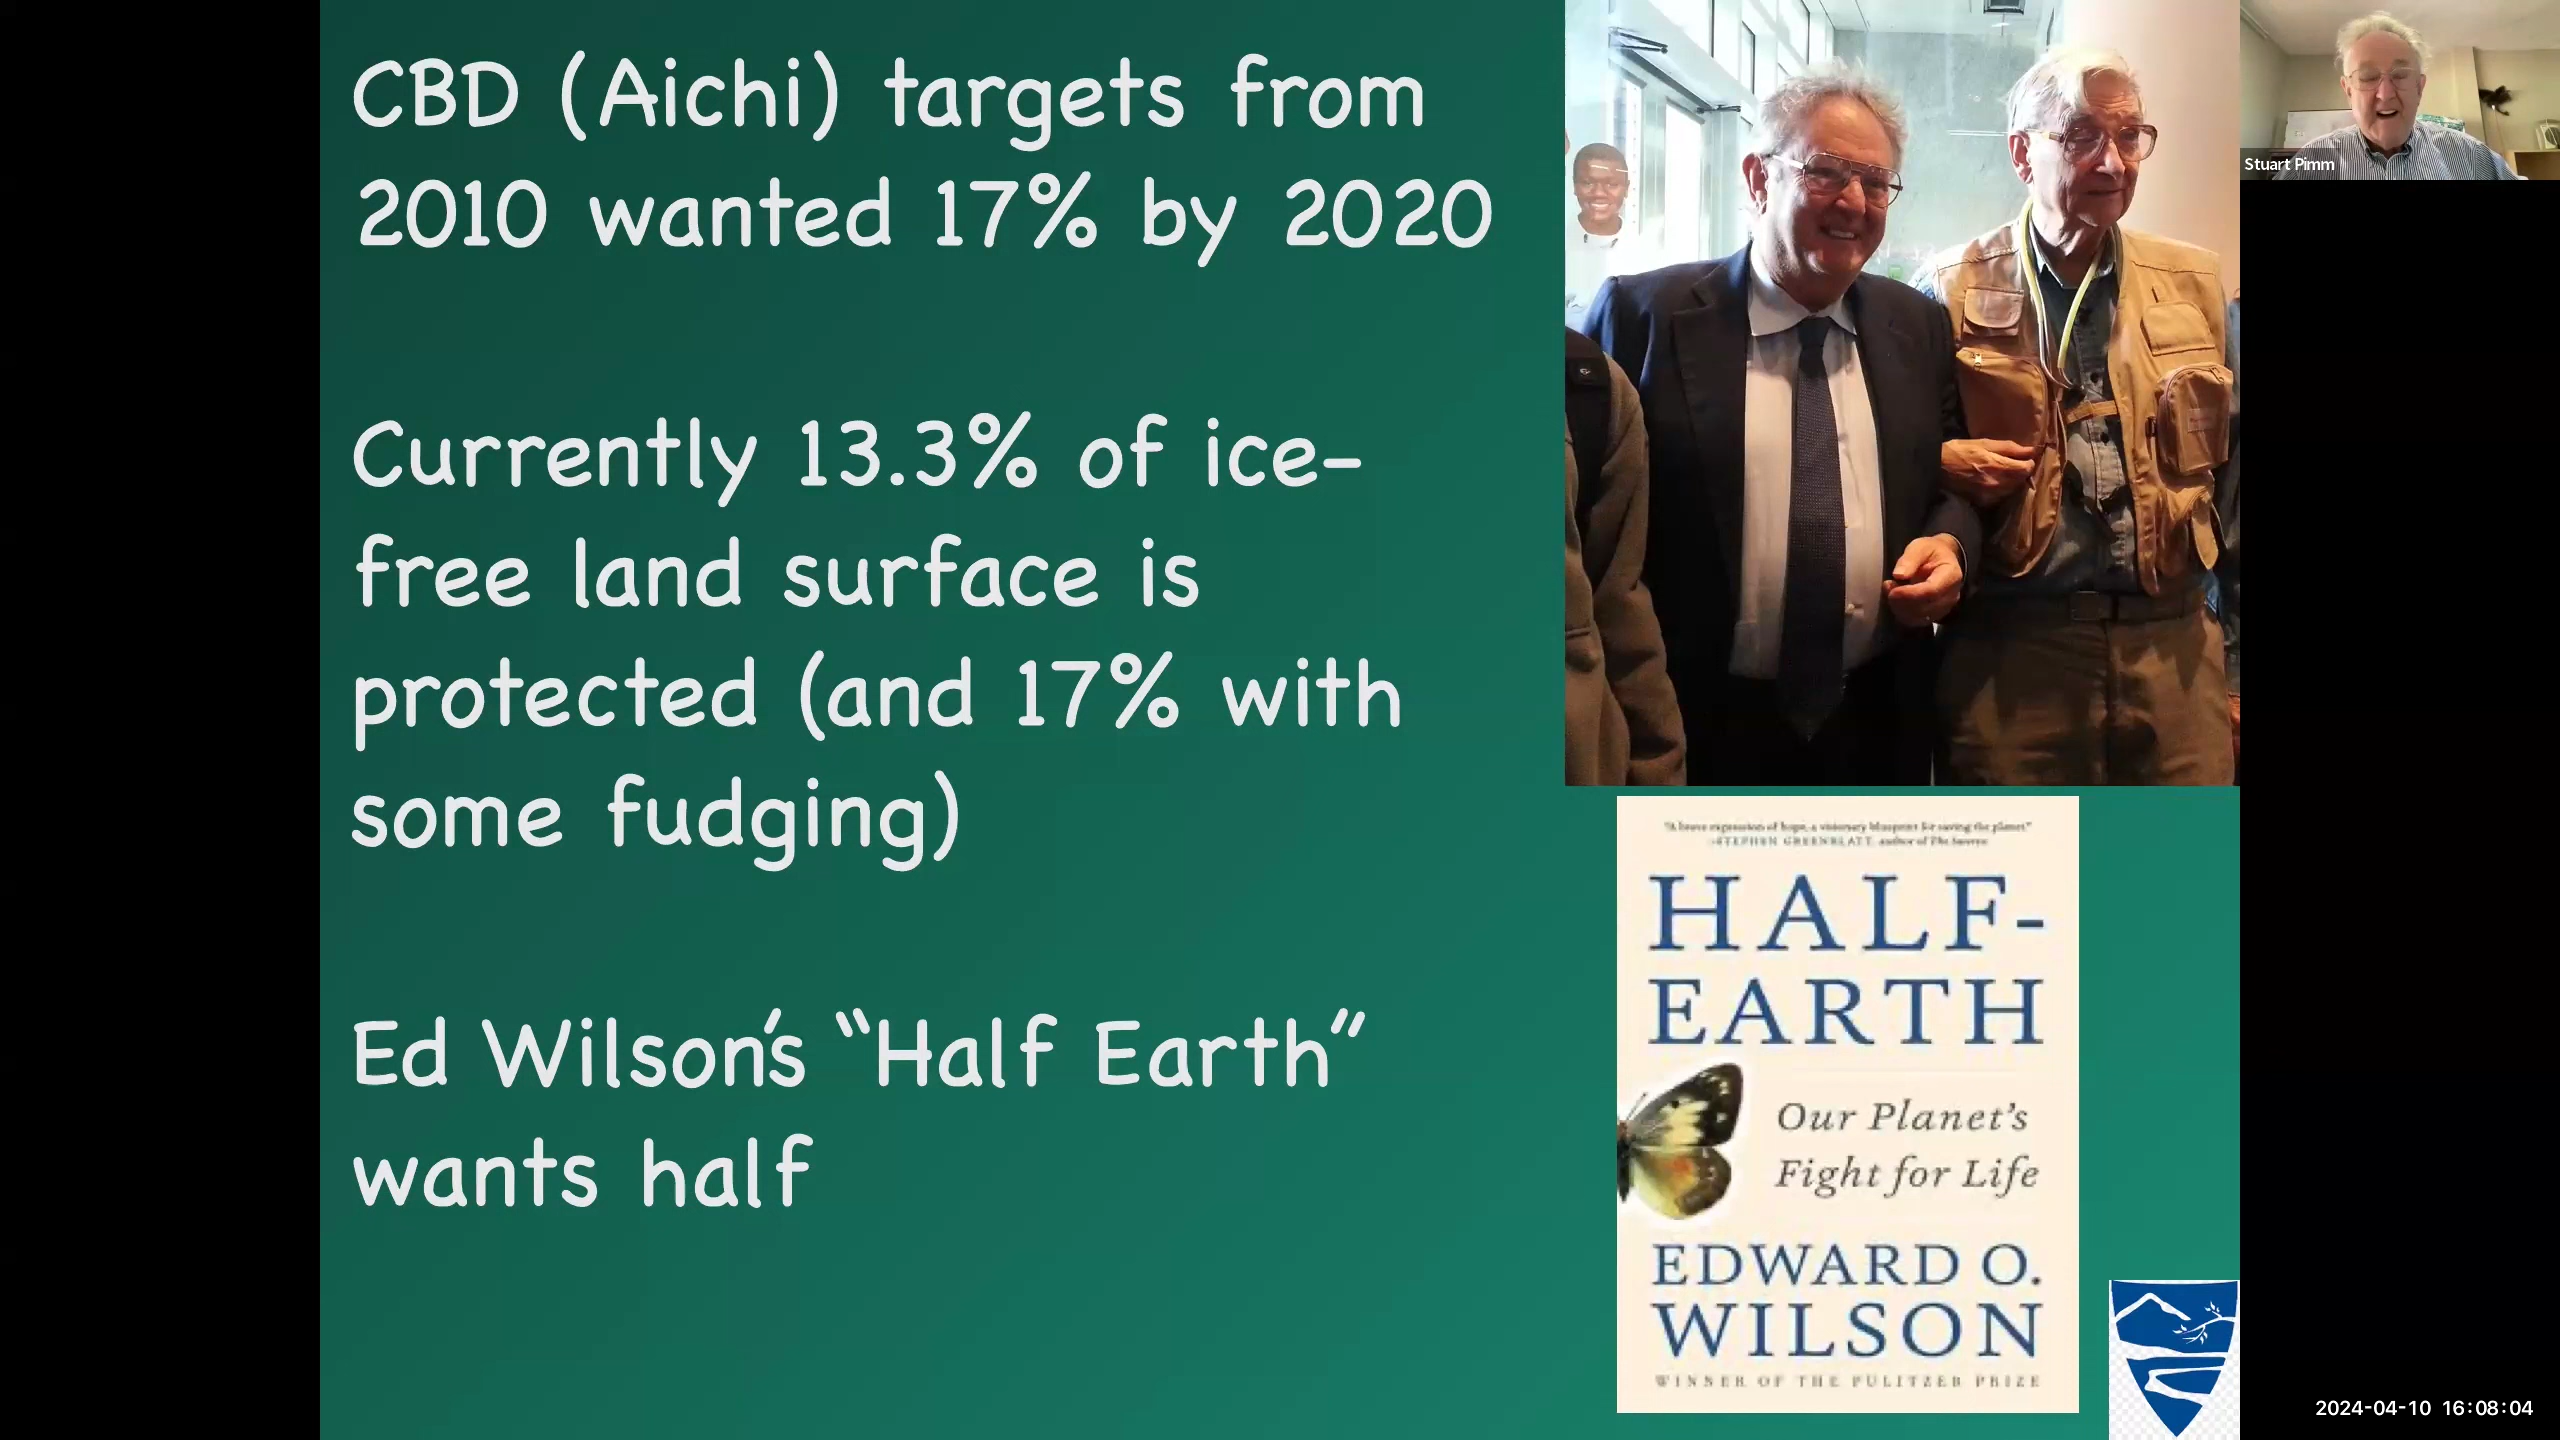 CBD (Aichi) targets from
2010 wanted 17% by 2020
Currently 13.3% of ice-
free land surface is
protected (and 17% with
some fudging)
Ed Wilson's “Half Earth”
wants half
Stuart Pimm
"A brave expression of hope, a visionary blueprint for saving the planet."
—STEPHEN GREENBLATT, author of The Swerve
HALF-
EARTH
Our Planet's
Fight for Life
EDWARD O.
WILSON
WINNER OF THE PULITZER PRIZE
2024-04-10 16:08:04